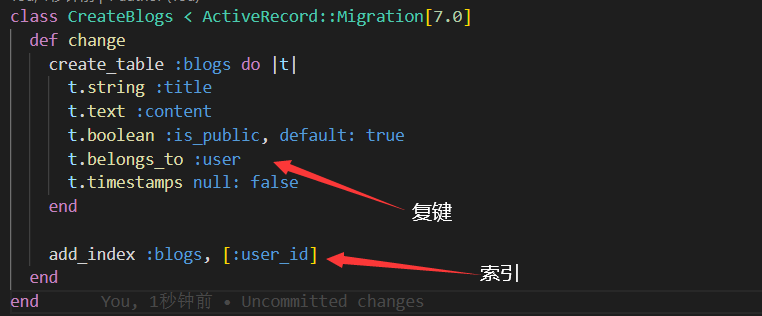 class CreateBlogs < ActiveRecord::Migration[7.0]
  def change
    create_table :blogs do |t|
      t.string :title
      t.text :content
      t.boolean :is_public, default: true
      t.belongs_to :user
      t.timestamps null: false
    end
复键
    add_index :blogs, [:user_id]
索引
  end
end You, 1秒钟前 • Uncommitted changes